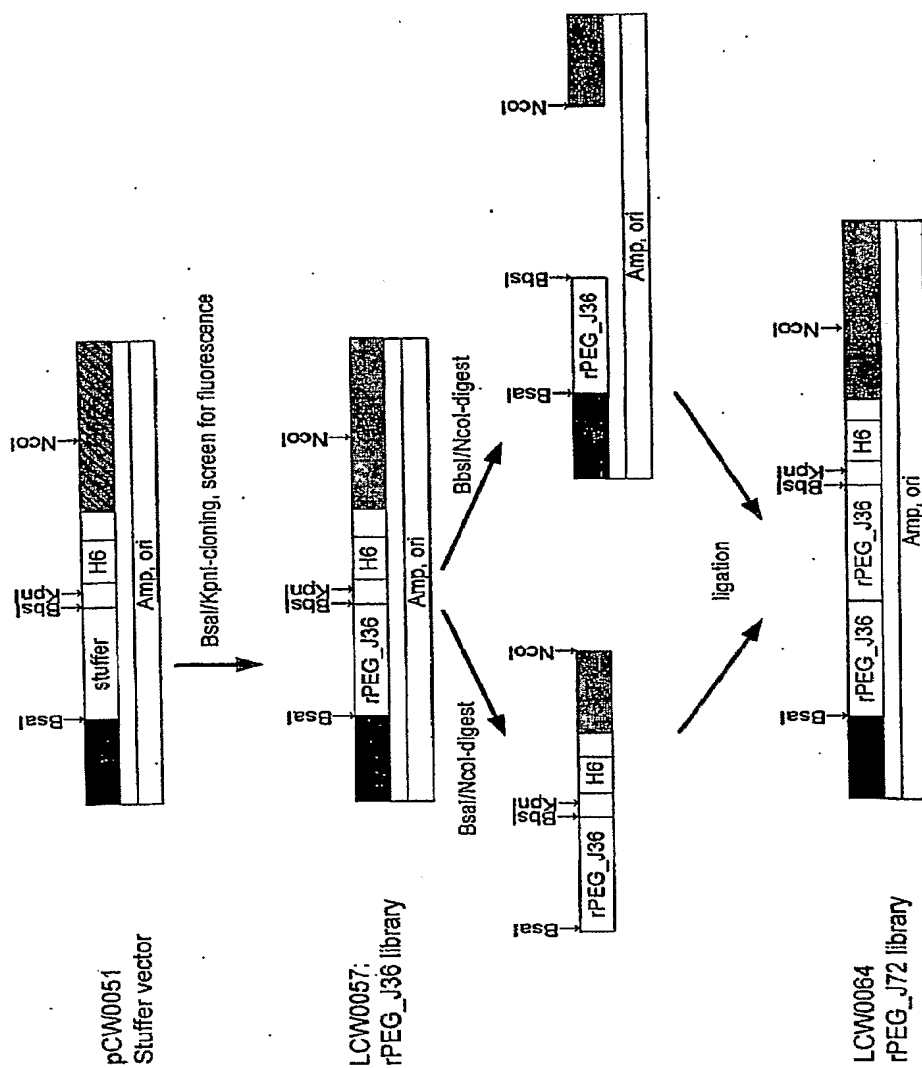 pCW0051
Stuffer vector
BsaI
BbsI
KpnI
NcoI
stuffer
H6
Amp, ori
BsaI/KpnI-cloning, screen for fluorescence
LCW0057:
rPEG_J36 library
BsaI
BbsI
KpnI
NcoI
rPEG_J36
H6
Amp, ori
BsaI/NcoI-digest
BbsI/NcoI-digest
BsaI
BbsI
KpnI
NcoI
rPEG_J36
H6
BsaI
BbsI
NcoI
rPEG_J36
Amp, ori
ligation
LCW0064
rPEG_J72 library
BsaI
BbsI
KpnI
NcoI
rPEG_J36
rPEG_J36
H6
Amp, ori